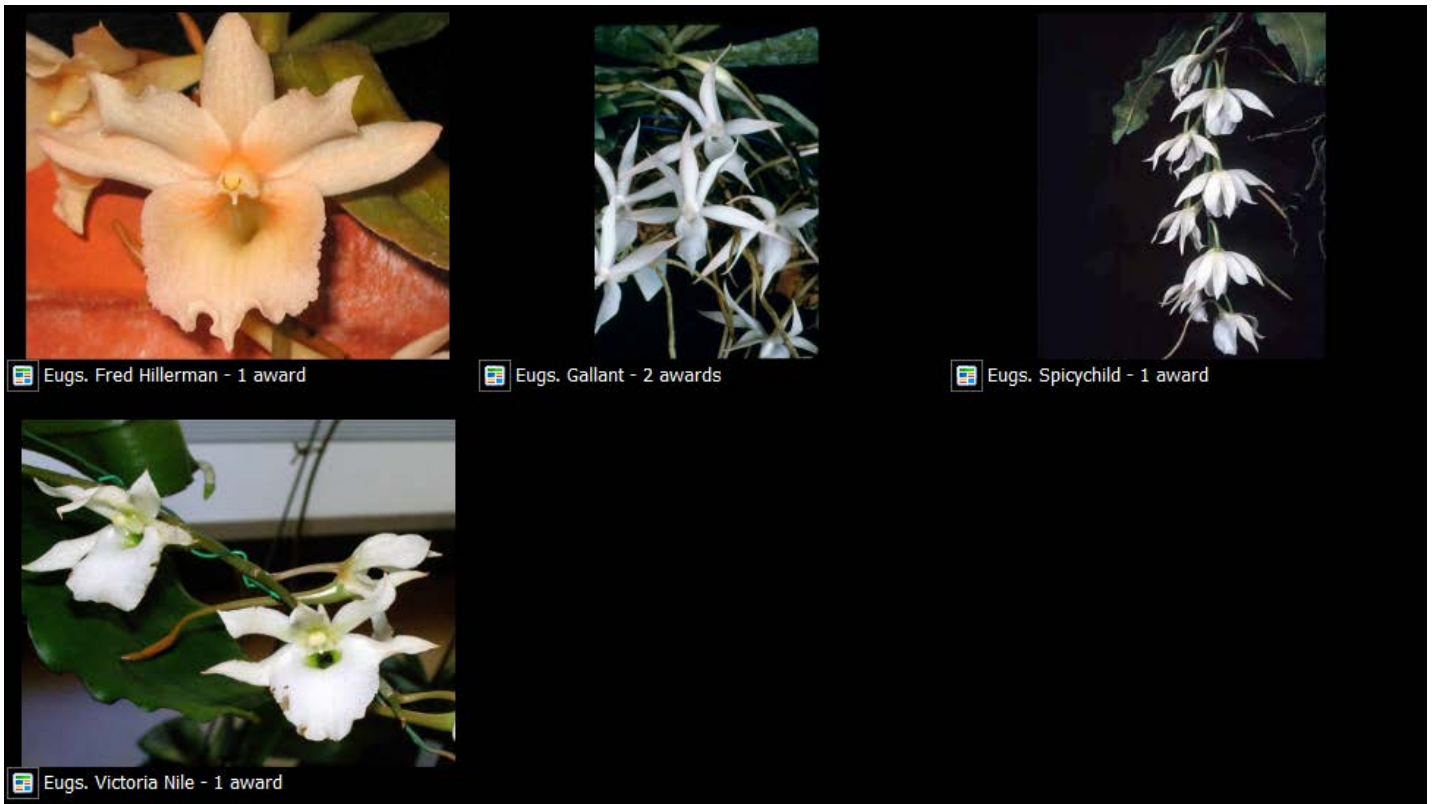 Eugs. Fred Hillerman - 1 award
Eugs. Gallant - 2 awards
Eugs. Spicychild - 1 award
Eugs. Victoria Nile - 1 award